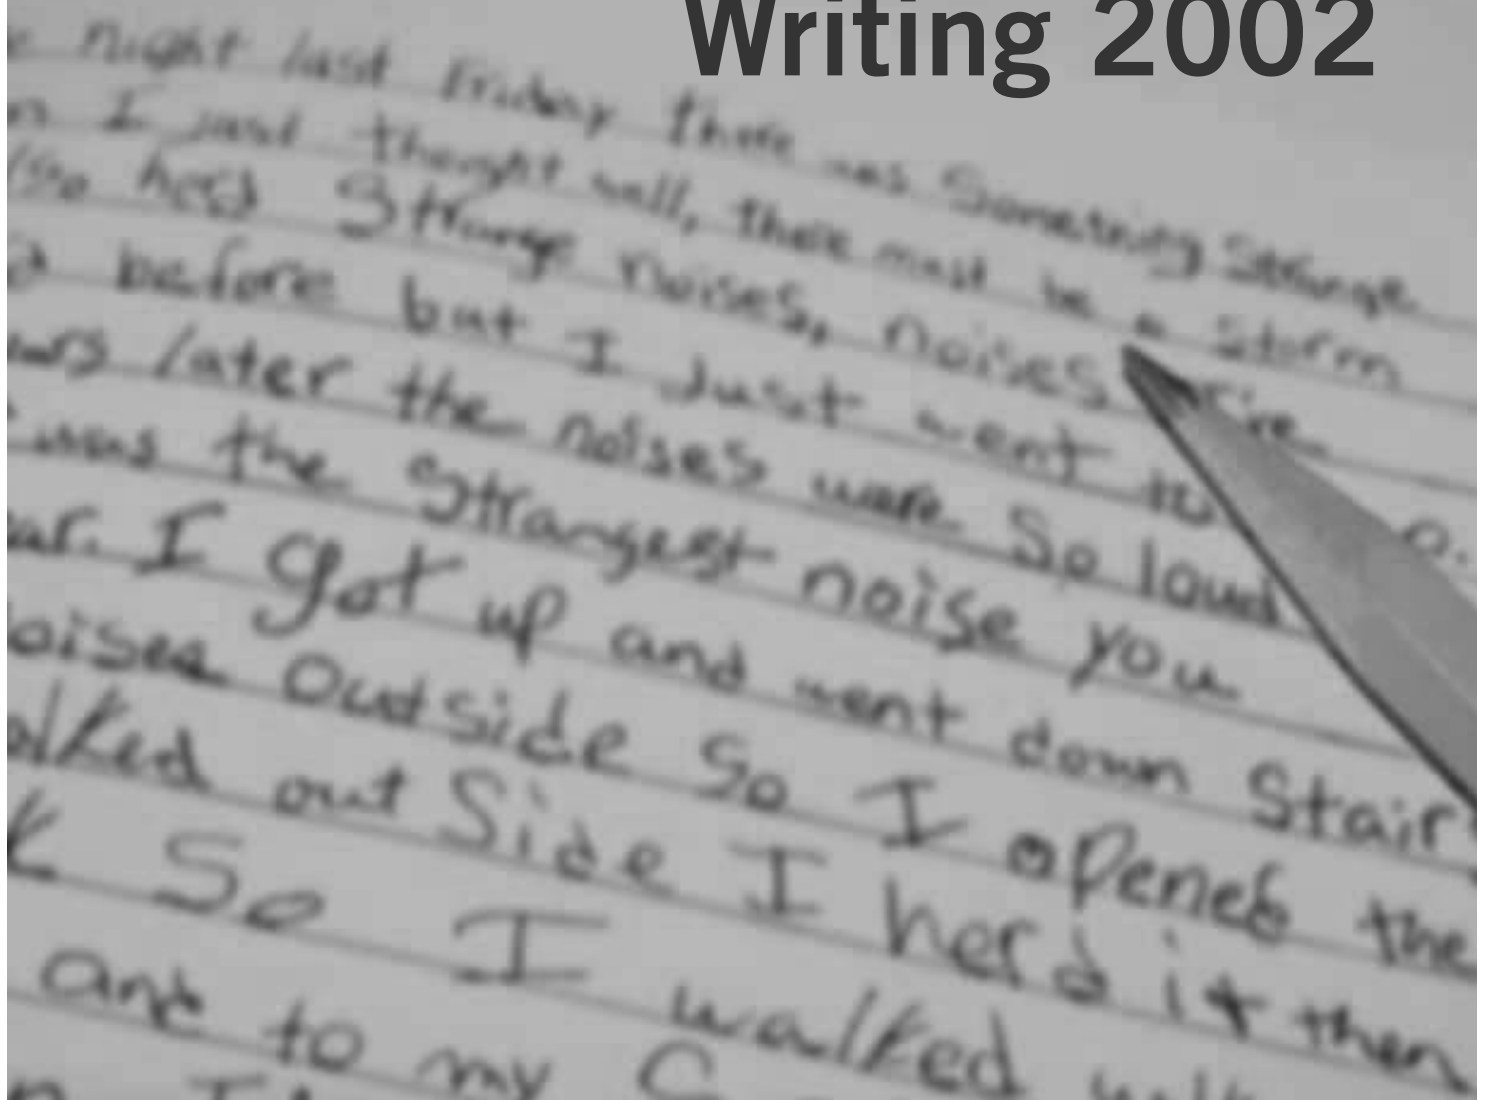 Writing 2002
night last Friday there was Something Strange
I just thought well, there must be a storm
herd Strange noises, noises
before but I Just went to
later the noises were So loud
was the Strangest noise you
I got up and went down Stair
outside So I opened the
out Side I herd it then
So I walked
and to my